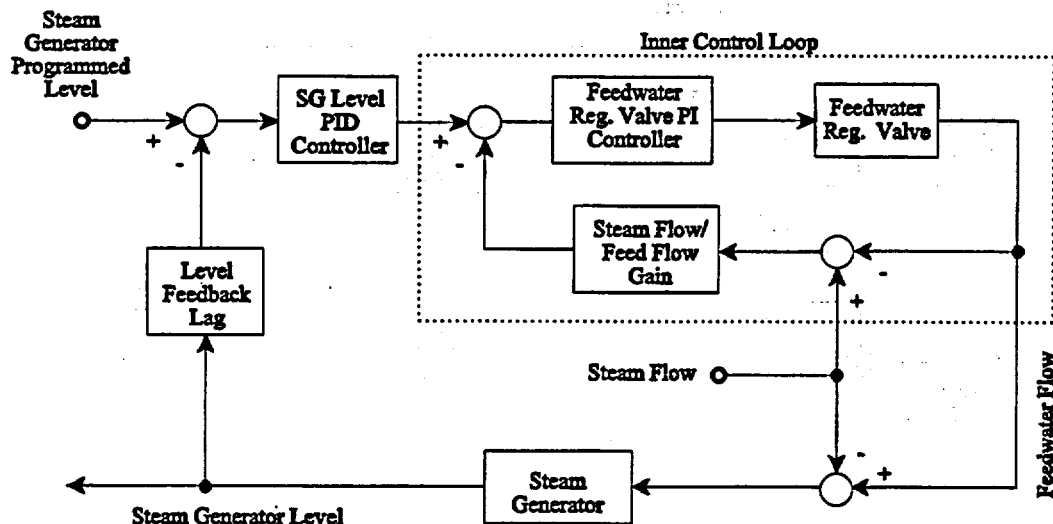 Steam
Generator
Programmed
Level
+
-
SG Level
PID
Controller
Inner Control Loop
+
-
Feedwater
Reg. Valve PI
Controller
Feedwater
Reg. Valve
Steam Flow/
Feed Flow
Gain
-
+
Level
Feedback
Lag
Steam Flow
Feedwater Flow
-
+
Steam
Generator
Steam Generator Level